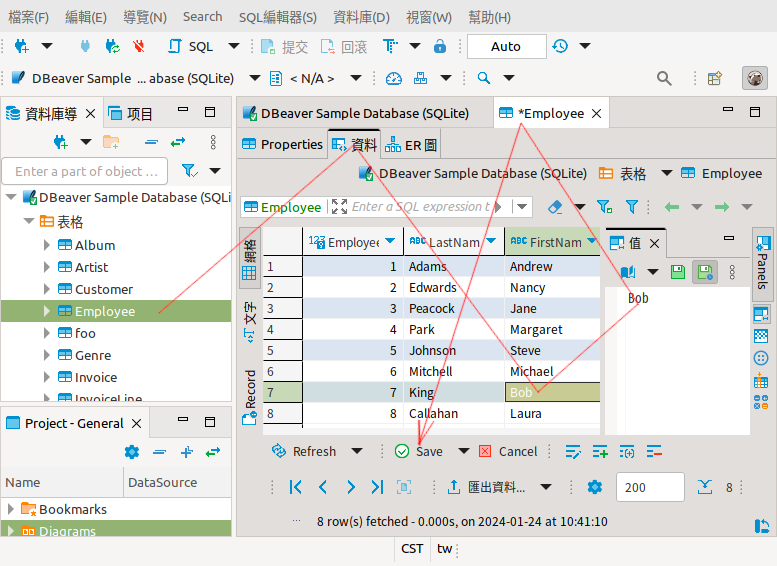 檔案(F) 編輯(E) 導覽(N) Search SQL編輯器(S) 資料庫(D) 視窗(W) 幫助(H)
SQL 提交 回滾 Auto
DBeaver Sample ... abase (SQLite) < N/A >
資料庫導 项目
DBeaver Sample Database (SQLite) *Employee
Properties 資料 ER 圖
Enter a part of object ...
DBeaver Sample Database (SQLite) 表格 Employee
DBeaver Sample Database (SQLi
表格
Album
Artist
Customer
Employee
foo
Genre
Invoice
InvoiceLine
Employee Enter a SQL expression t
網格
文字
Record
123 Employee ABC LastNam ABC FirstNam
1 1 Adams Andrew
2 2 Edwards Nancy
3 3 Peacock Jane
4 4 Park Margaret
5 5 Johnson Steve
6 6 Mitchell Michael
7 7 King Bob
8 8 Callahan Laura
值
Bob
Panels
Project - General
Name DataSource
Bookmarks
Diagrams
Refresh Save Cancel
匯出資料... 200 8
... 8 row(s) fetched - 0.000s, on 2024-01-24 at 10:41:10
CST tw